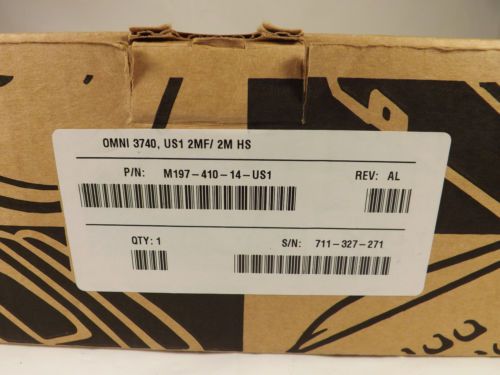 OMNI 3740, US1 2MF/ 2M HS
P/N: M197-410-14-US1 REV: AL
QTY: 1 S/N: 711-327-271